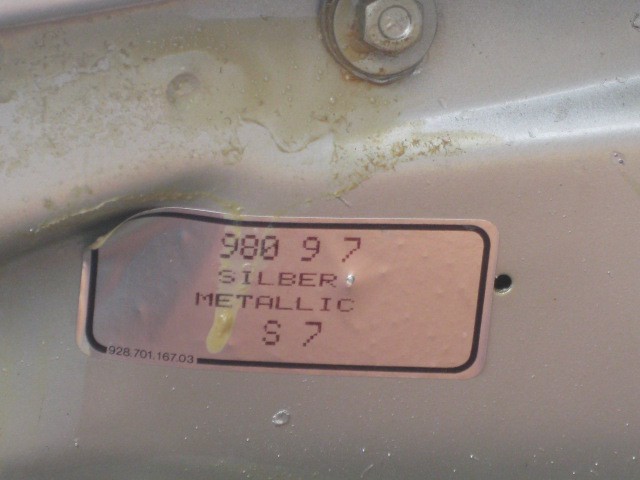 980 9 7
SILBER
METALLIC
S 7
928.701.167.03